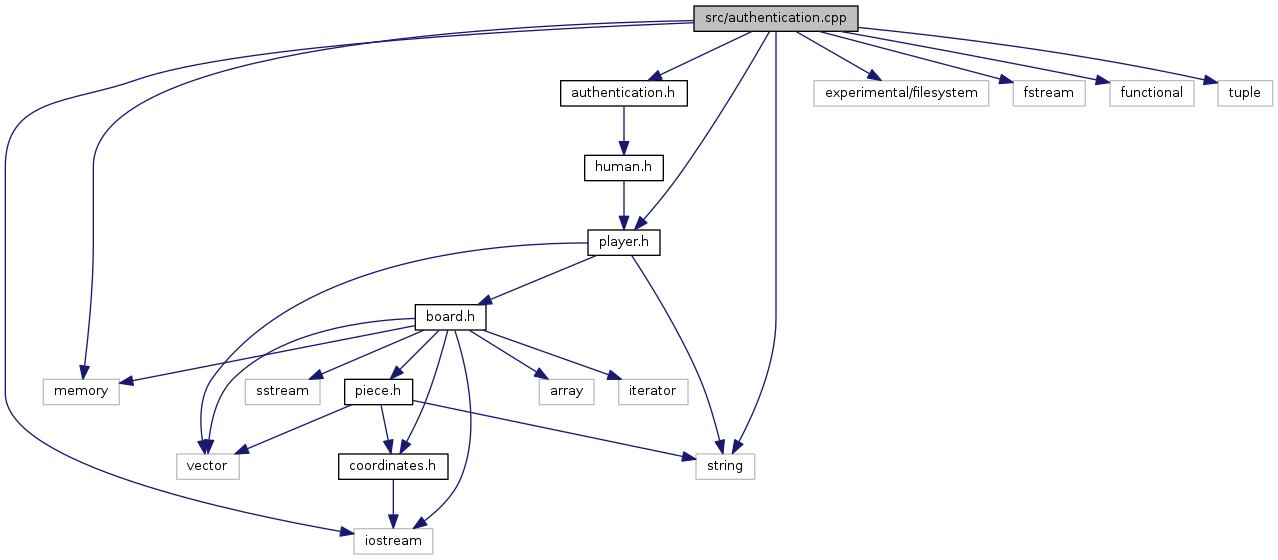 src/authentication.cpp
authentication.h
experimental/filesystem
fstream
functional
tuple
human.h
player.h
board.h
memory
sstream
piece.h
array
iterator
vector
coordinates.h
string
iostream